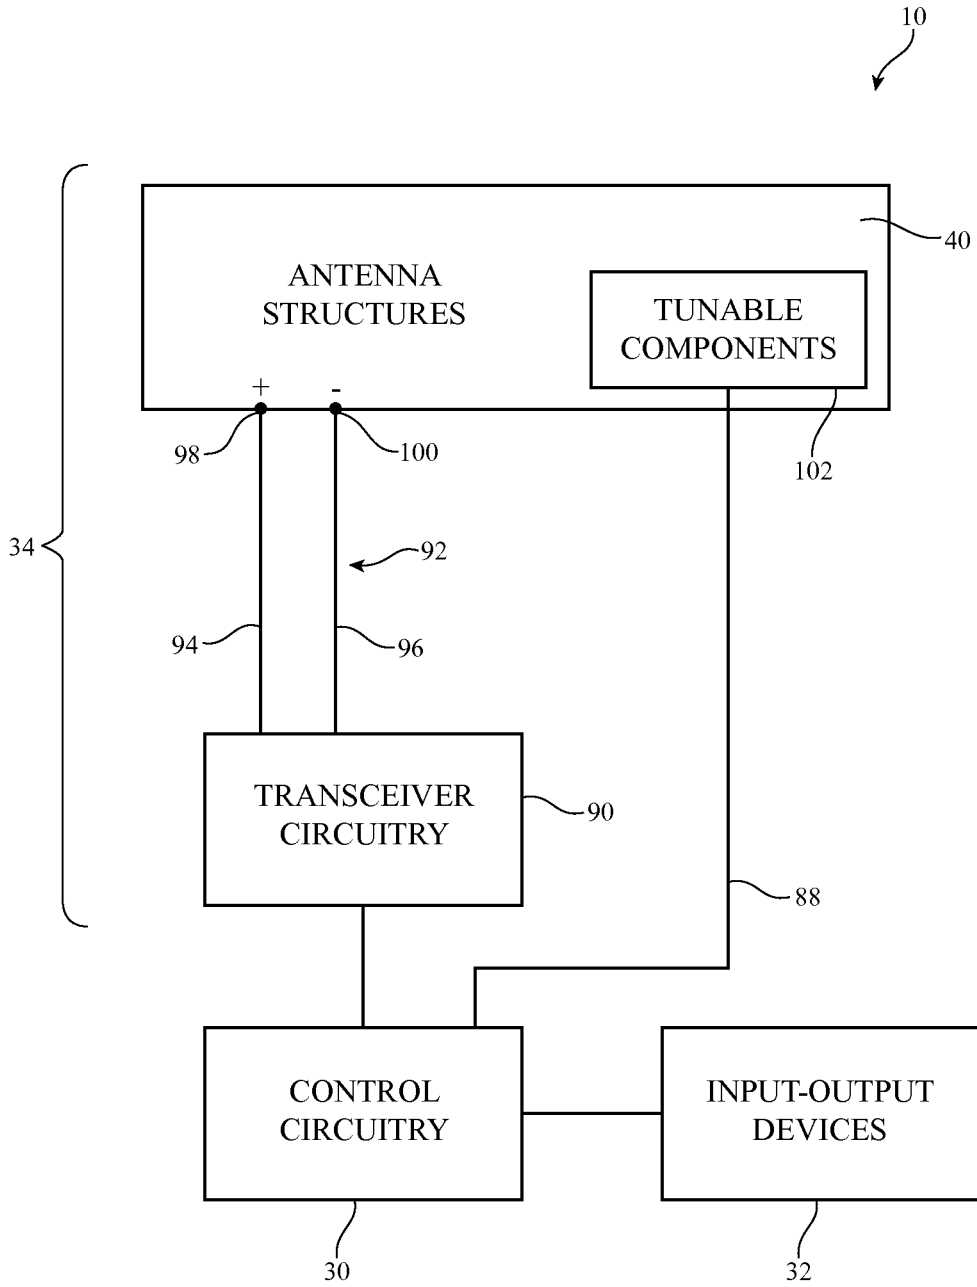 10
40
ANTENNA
STRUCTURES
TUNABLE
COMPONENTS
+
-
98
100
102
34
92
94
96
TRANSCEIVER
CIRCUITRY
90
88
CONTROL
CIRCUITRY
INPUT-OUTPUT
DEVICES
30
32